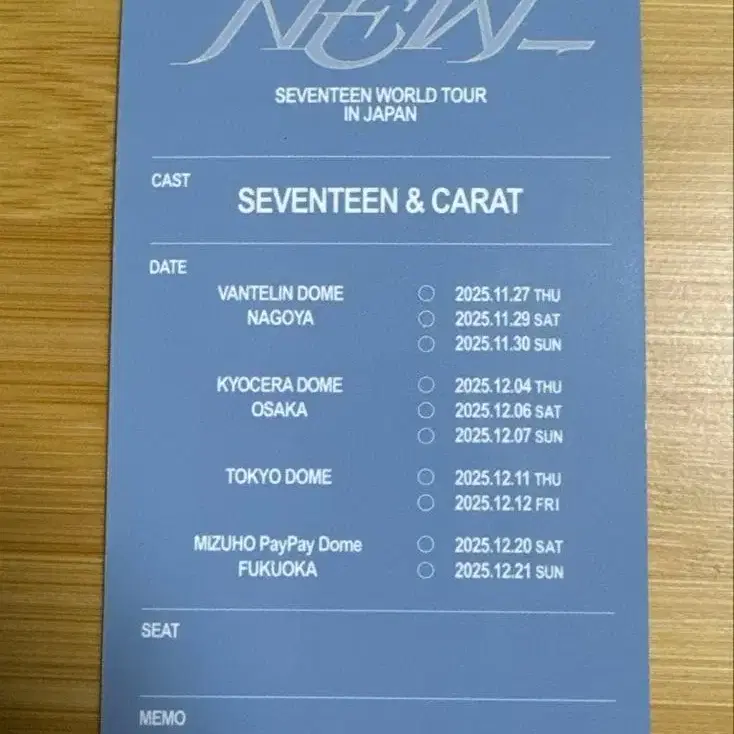 NEW_
SEVENTEEN WORLD TOUR
IN JAPAN
CAST
SEVENTEEN & CARAT
DATE
VANTELIN DOME
NAGOYA
2025.11.27 THU
2025.11.29 SAT
2025.11.30 SUN
KYOCERA DOME
OSAKA
2025.12.04 THU
2025.12.06 SAT
2025.12.07 SUN
TOKYO DOME
2025.12.11 THU
2025.12.12 FRI
MIZUHO PayPay Dome
FUKUOKA
2025.12.20 SAT
2025.12.21 SUN
SEAT
MEMO